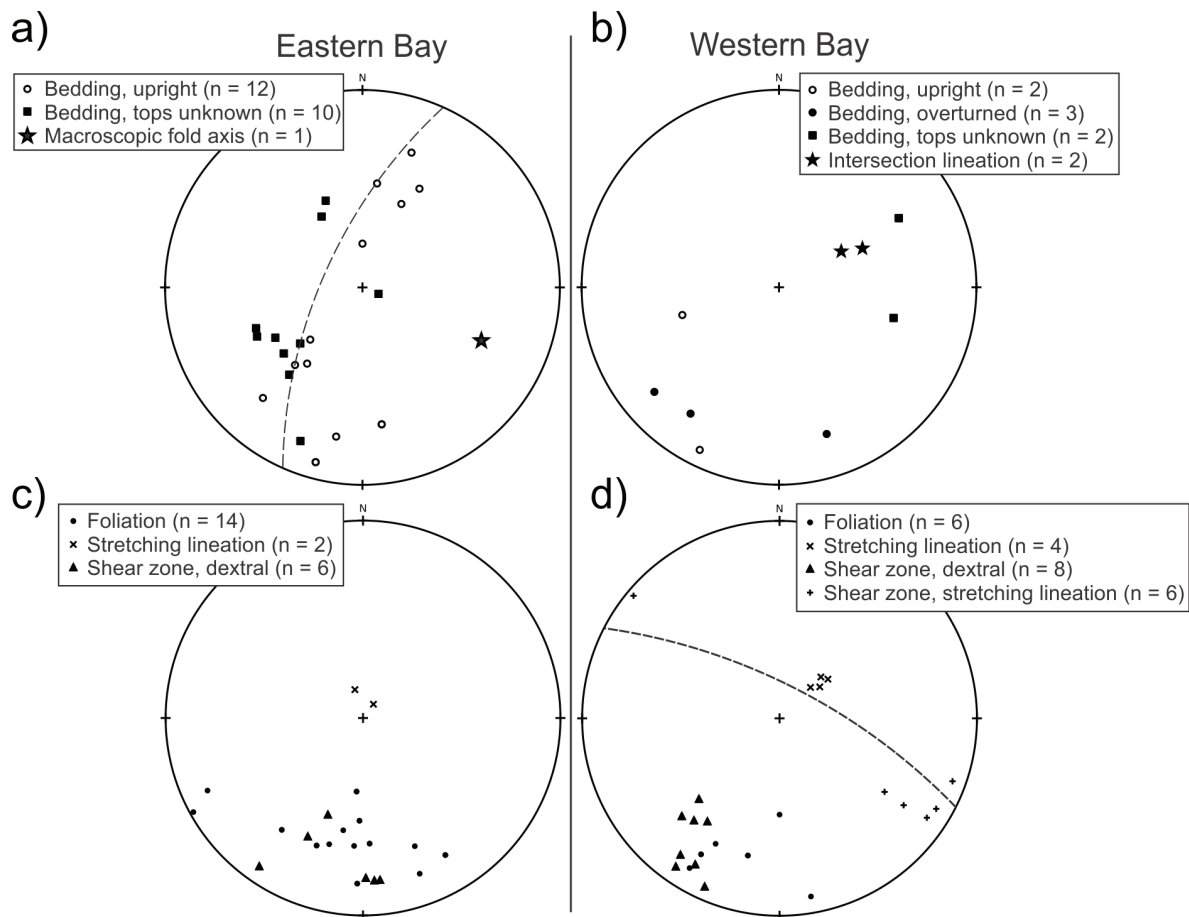 a)
Eastern Bay
Bedding, upright (n = 12)
Bedding, tops unknown (n = 10)
Macroscopic fold axis (n = 1)
N
b)
Western Bay
Bedding, upright (n = 2)
Bedding, overturned (n = 3)
Bedding, tops unknown (n = 2)
Intersection lineation (n = 2)
N
c)
Foliation (n = 14)
Stretching lineation (n = 2)
Shear zone, dextral (n = 6)
N
d)
Foliation (n = 6)
Stretching lineation (n = 4)
Shear zone, dextral (n = 8)
Shear zone, stretching lineation (n = 6)
N